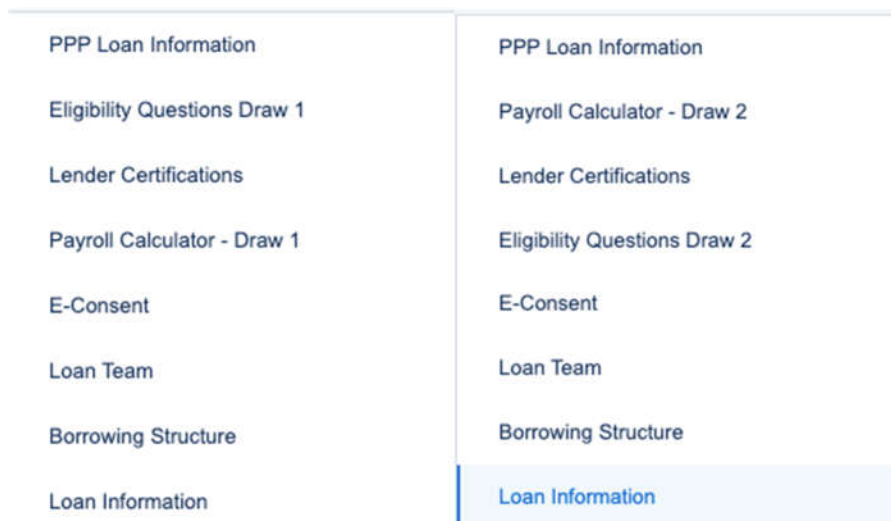 PPP Loan Information
Eligibility Questions Draw 1
Lender Certifications
Payroll Calculator - Draw 1
E-Consent
Loan Team
Borrowing Structure
Loan Information
PPP Loan Information
Payroll Calculator - Draw 2
Lender Certifications
Eligibility Questions Draw 2
E-Consent
Loan Team
Borrowing Structure
Loan Information